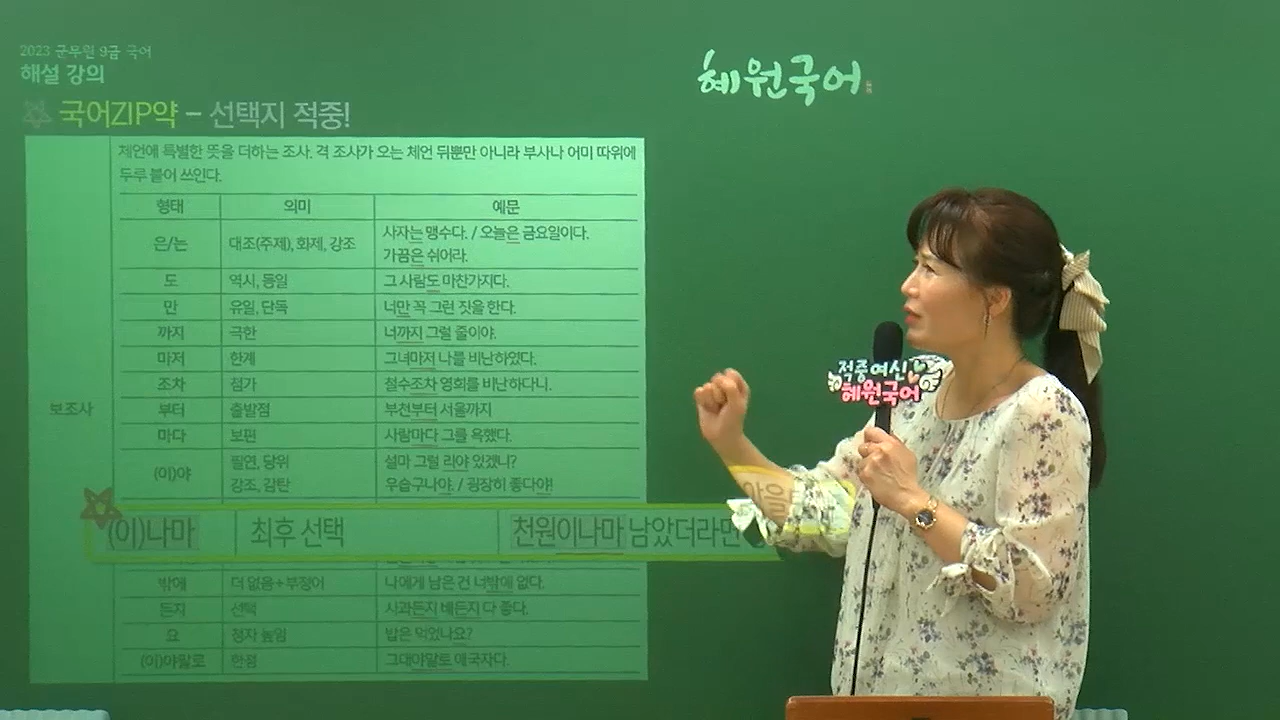 2023 군무원 9급 국어
해설 강의
국어ZIP약 – 선택지 적중!
혜원국어
체언에 특별한 뜻을 더하는 조사. 격 조사가 오는 체언 뒤뿐만 아니라 부사나 어미 따위에
두루 붙어 쓰인다.
형태 의미 예문
은/는 대조(주제), 화제, 강조 사자는 맹수다. / 오늘은 금요일이다.
가끔은 쉬어라.
도 역시, 동일 그 사람도 마찬가지다.
만 유일, 단독 너만 꼭 그런 짓을 한다.
까지 극한 너까지 그럴 줄이야.
마저 한계 그녀마저 나를 비난하였다.
조차 첨가 철수조차 영희를 비난하다니.
보조사
부터 출발점 부천부터 서울까지
마다 보편 사람마다 그를 욕했다.
(이)야 필연, 당위 설마 그럴 리야 있겠니?
강조, 감탄 우습구나야. / 굉장히 좋다야!
(이)나마 최후 선택 천원이나마 남았더라면
밖에 더 없음+부정어 나에게 남은 건 너밖에 없다.
든지 선택 사과든지 배든지 다 좋다.
요 청자 높임 밥은 먹었나요?
(이)야말로 한정 그대야말로 애국자다.
적중여신
혜원국어